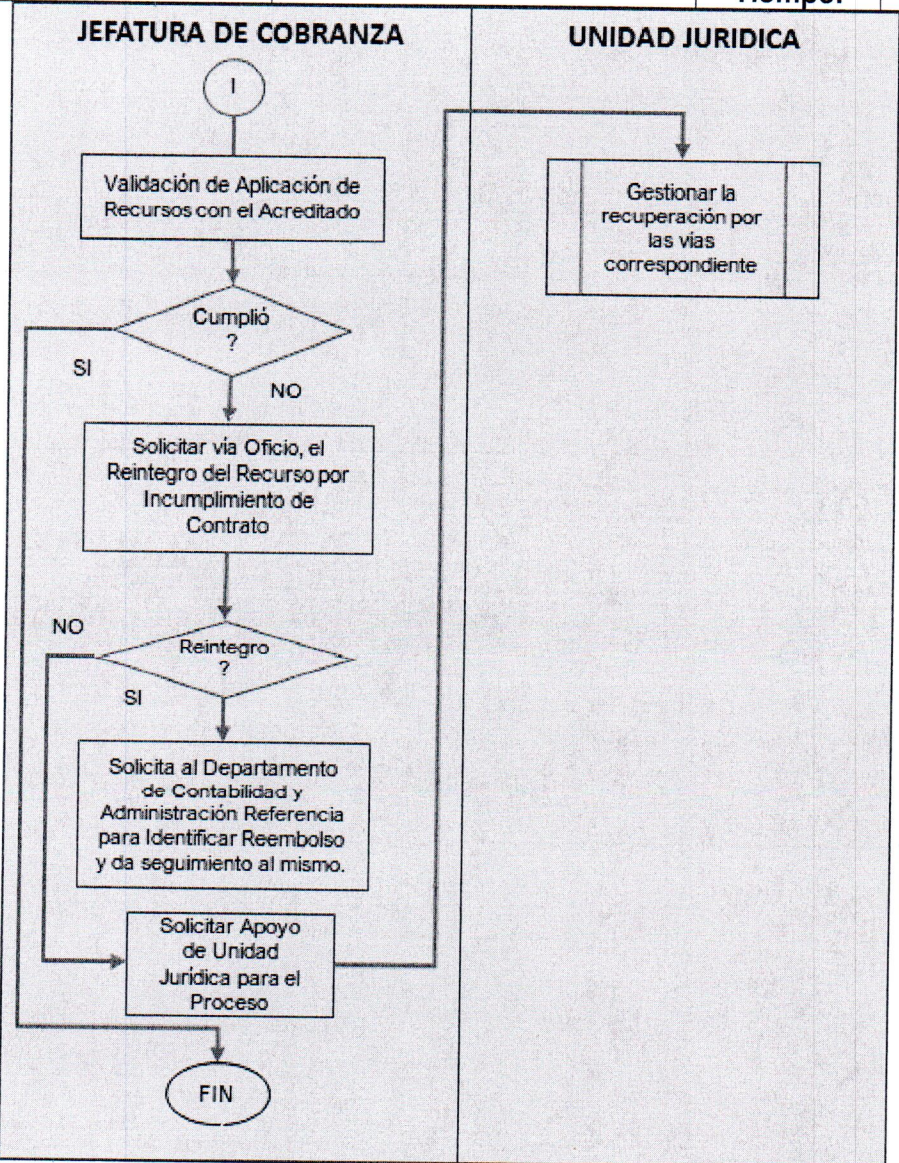 JEFATURA DE COBRANZA
UNIDAD JURIDICA
I
Validación de Aplicación de
Recursos con el Acreditado
Cumplió
?
SI
NO
Solicitar vía Oficio, el
Reintegro del Recurso por
Incumplimiento de
Contrato
Reintegro
?
NO
SI
Solicita al Departamento
de Contabilidad y
Administración Referencia
para Identificar Reembolso
y da seguimiento al mismo.
Solicitar Apoyo
de Unidad
Jurídica para el
Proceso
FIN
Gestionar la
recuperación por
las vías
correspondiente